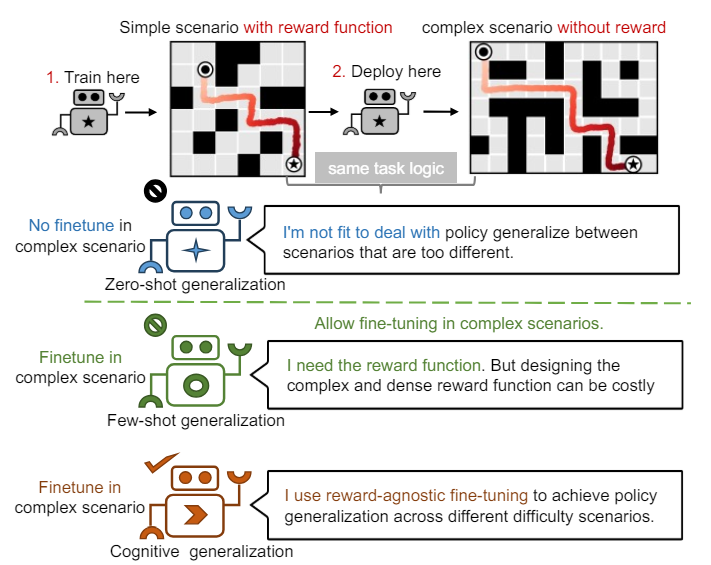 Simple scenario with reward function
complex scenario without reward
1. Train here
2. Deploy here
same task logic
No finetune in
complex scenario
I'm not fit to deal with policy generalize between
scenarios that are too different.
Zero-shot generalization
Allow fine-tuning in complex scenarios.
Finetune in
complex scenario
I need the reward function. But designing the
complex and dense reward function can be costly
Few-shot generalization
Finetune in
complex scenario
I use reward-agnostic fine-tuning to achieve policy
generalization across different difficulty scenarios.
Cognitive generalization